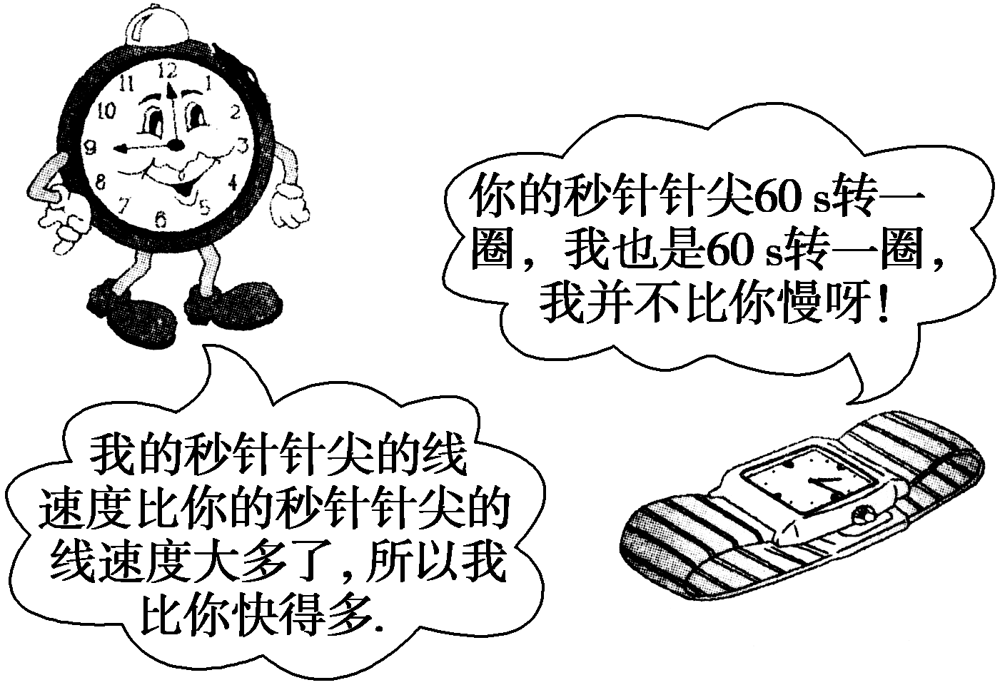 12
11
1
10
2
9
3
8
4
7
5
6
你的秒针针尖60 s转一
圈，我也是60 s转一圈，
我并不比你慢呀！
我的秒针针尖的线
速度比你的秒针针尖的
线速度大多了，所以我
比你快得多.